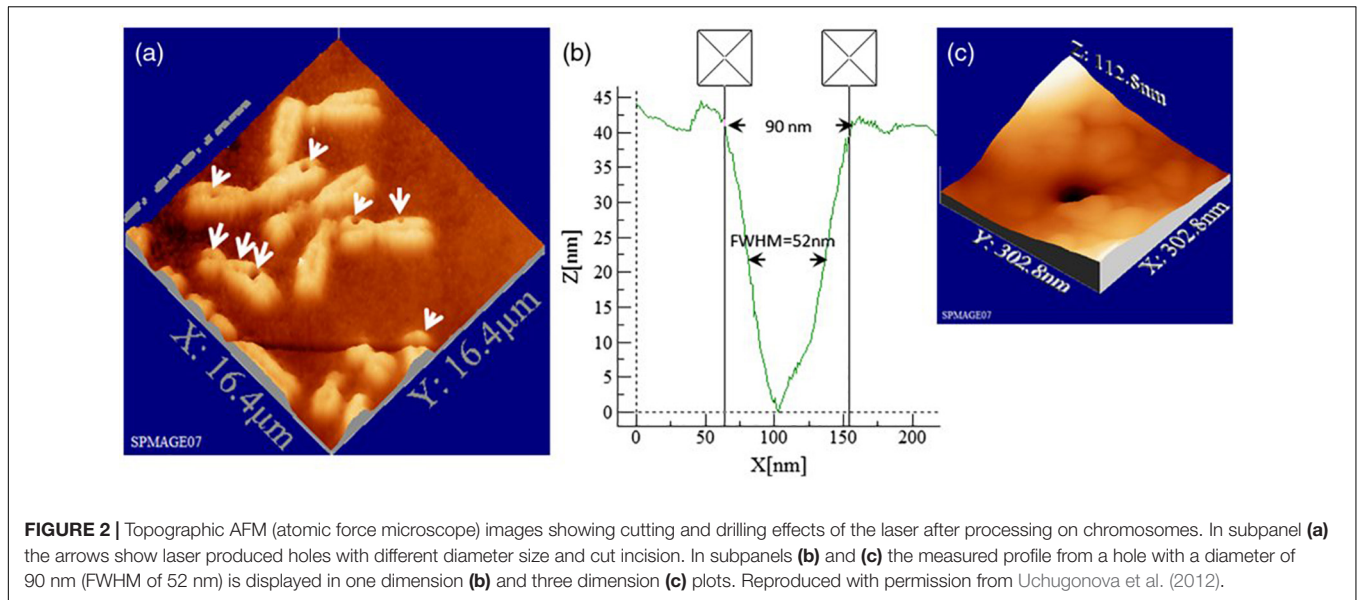 (a)
X: 16.4µm
Y: 16.4µm
SPMAGE07
(b)
45
40
35
30
25
20
15
10
5
0
Z[nm]
90 nm
FWHM=52nm
0 50 100 150 200
X[nm]
(c)
Z: 112.8nm
Y: 302.8nm
X: 302.8nm
SPMAGE07
FIGURE 2 | Topographic AFM (atomic force microscope) images showing cutting and drilling effects of the laser after processing on chromosomes. In subpanel (a)
the arrows show laser produced holes with different diameter size and cut incision. In subpanels (b) and (c) the measured profile from a hole with a diameter of
90 nm (FWHM of 52 nm) is displayed in one dimension (b) and three dimension (c) plots. Reproduced with permission from Uchugonova et al. (2012).